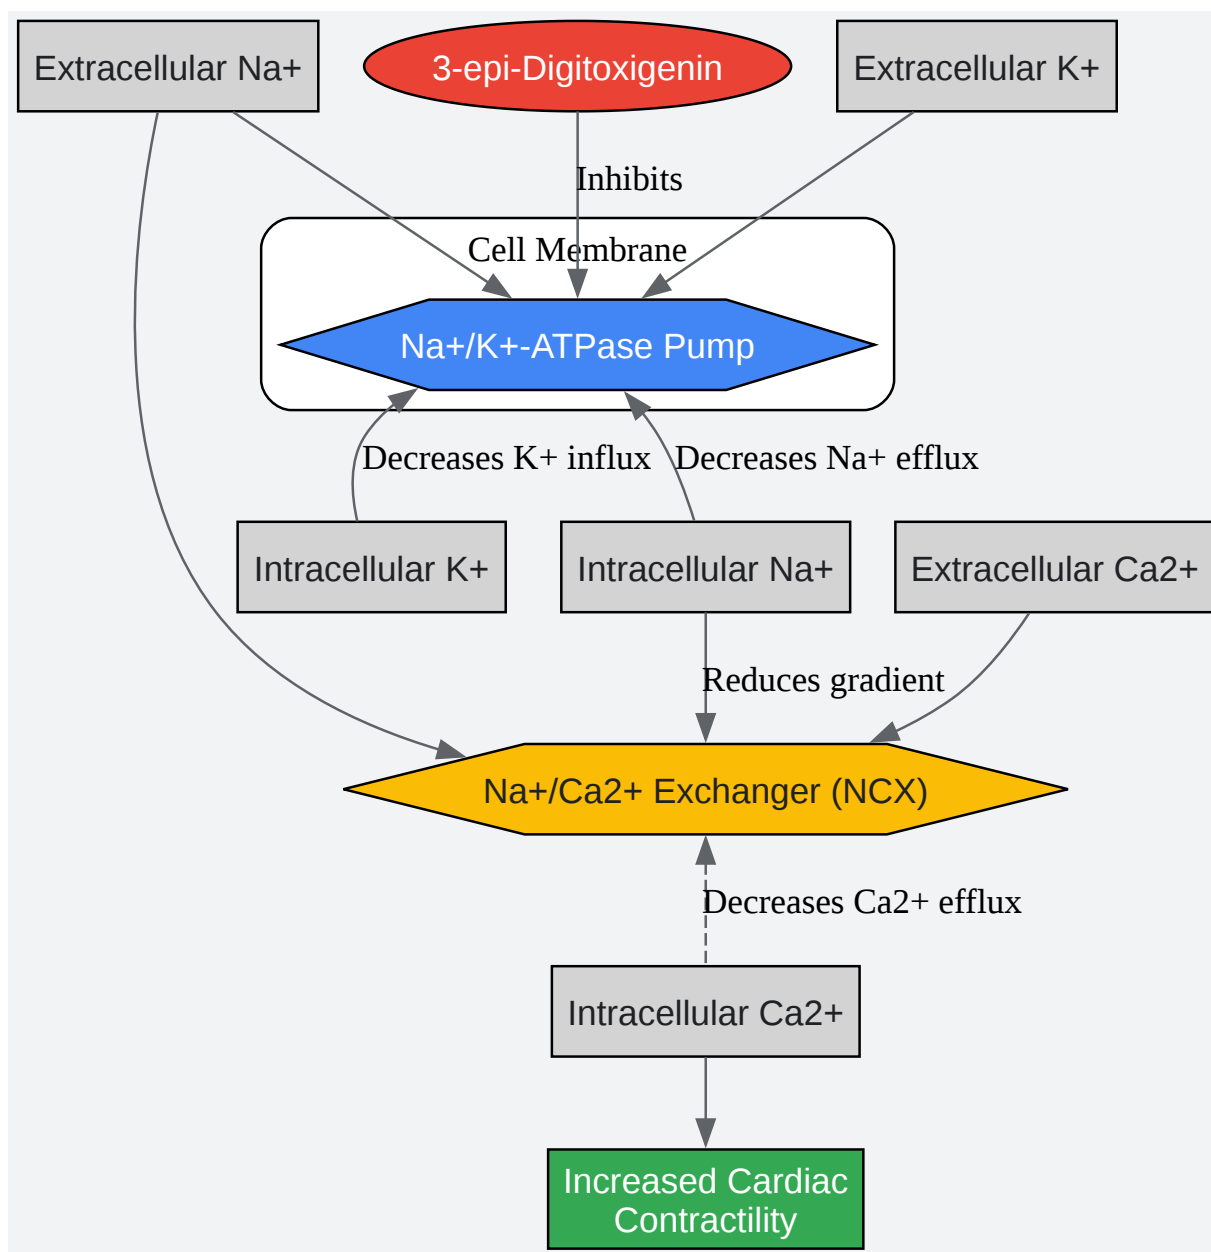 Extracellular Na+
3-epi-Digitoxigenin
Extracellular K+
Inhibits
Cell Membrane
Na+/K+-ATPase Pump
Decreases K+ influx
Decreases Na+ efflux
Intracellular K+
Intracellular Na+
Extracellular Ca2+
Reduces gradient
Na+/Ca2+ Exchanger (NCX)
Decreases Ca2+ efflux
Intracellular Ca2+
Increased Cardiac
Contractility